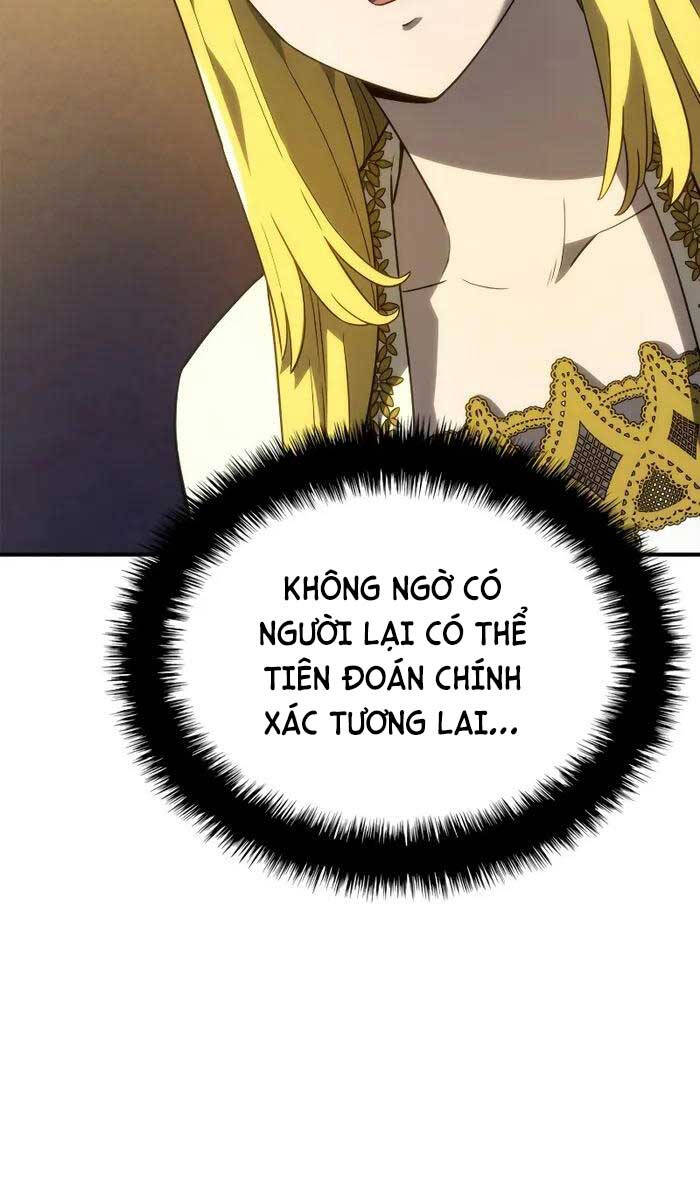 KHÔNG NGỜ CÓ
NGƯỜI LẠI CÓ THỂ
TIÊN ĐOÁN CHÍNH
XÁC TƯƠNG LAI...